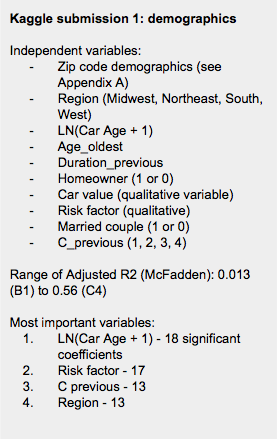 Kaggle submission 1: demographics
Independent variables:
- Zip code demographics (see
Appendix A)
- Region (Midwest, Northeast, South,
West)
- LN(Car Age + 1)
- Age_oldest
- Duration_previous
- Homeowner (1 or 0)
- Car value (qualitative variable)
- Risk factor (qualitative)
- Married couple (1 or 0)
- C_previous (1, 2, 3, 4)
Range of Adjusted R2 (McFadden): 0.013
(B1) to 0.56 (C4)
Most important variables:
1. LN(Car Age + 1) - 18 significant
coefficients
2. Risk factor - 17
3. C previous - 13
4. Region - 13